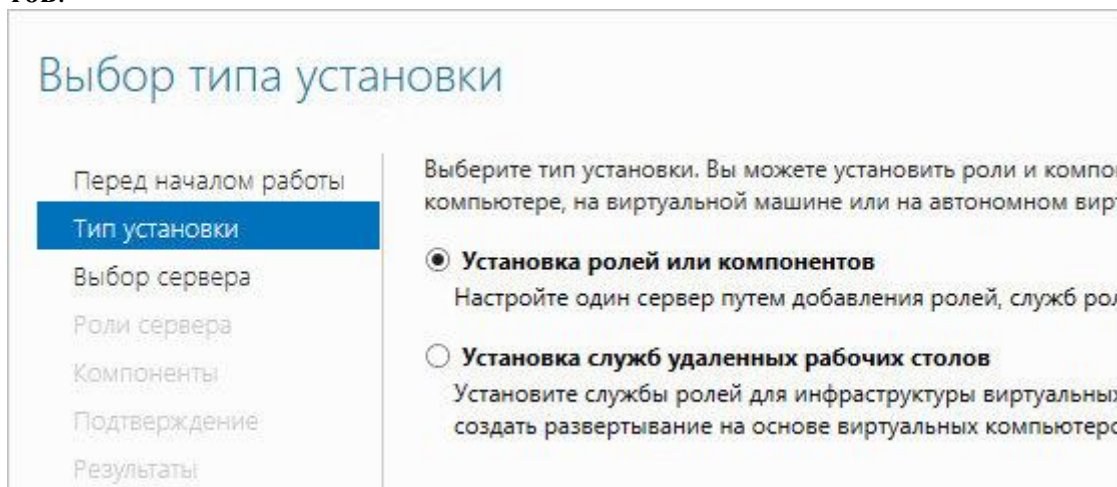 Выбор типа установки
Перед началом работы
Тип установки
Выбор сервера
Роли сервера
Компоненты
Подтверждение
Результаты
Выберите тип установки. Вы можете установить роли и компо
компьютере, на виртуальной машине или на автономном вир
Установка ролей или компонентов
Настройте один сервер путем добавления ролей, служб рол
Установка служб удаленных рабочих столов
Установите службы ролей для инфраструктуры виртуальны
создать развертывание на основе виртуальных компьютеро